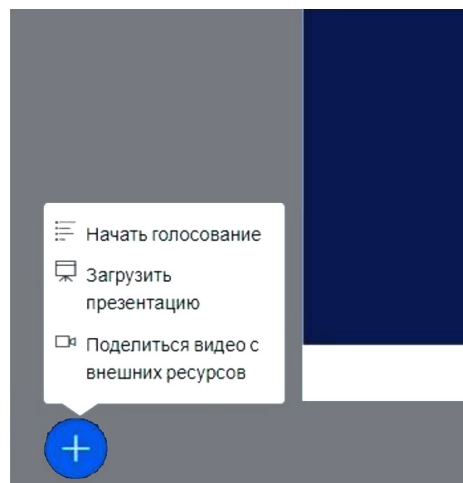 Начать голосование
Загрузить
презентацию
Поделиться видео с
внешних ресурсов